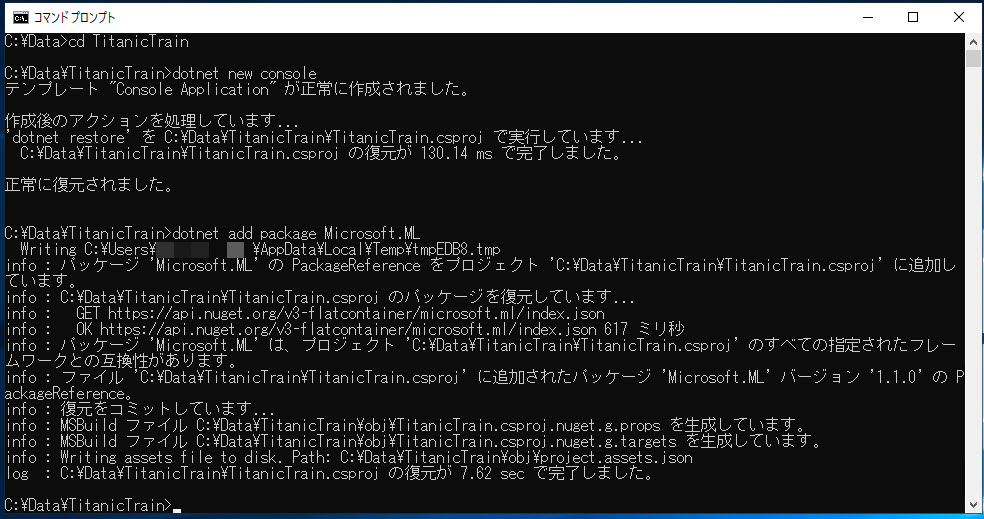 コマンド プロンプト
C:¥Data>cd TitanicTrain
C:¥Data¥TitanicTrain>dotnet new console
テンプレート "Console Application" が正常に作成されました。
作成後のアクションを処理しています...
'dotnet restore' を C:¥Data¥TitanicTrain¥TitanicTrain.csproj で実行しています...
C:¥Data¥TitanicTrain¥TitanicTrain.csproj の復元が 130.14 ms で完了しました。
正常に復元されました。
C:¥Data¥TitanicTrain>dotnet add package Microsoft.ML
Writing C:¥Users¥ ¥AppData¥Local¥Temp¥tmpEDB8.tmp
info : パッケージ 'Microsoft.ML' の PackageReference をプロジェクト 'C:¥Data¥TitanicTrain¥TitanicTrain.csproj' に追加し
ています。
info : C:¥Data¥TitanicTrain¥TitanicTrain.csproj のパッケージを復元しています...
info :   GET https://api.nuget.org/v3-flatcontainer/microsoft.ml/index.json
info :   OK https://api.nuget.org/v3-flatcontainer/microsoft.ml/index.json 617 ミリ秒
info : パッケージ 'Microsoft.ML' は、プロジェクト 'C:¥Data¥TitanicTrain¥TitanicTrain.csproj' のすべての指定されたフレー
ムワークとの互換性があります。
info : ファイル 'C:¥Data¥TitanicTrain¥TitanicTrain.csproj' に追加されたパッケージ 'Microsoft.ML' バージョン '1.1.0' の P
ackageReference。
info : 復元をコミットしています...
info : MSBuild ファイル C:¥Data¥TitanicTrain¥obj¥TitanicTrain.csproj.nuget.g.props を生成しています。
info : MSBuild ファイル C:¥Data¥TitanicTrain¥obj¥TitanicTrain.csproj.nuget.g.targets を生成しています。
info : Writing assets file to disk. Path: C:¥Data¥TitanicTrain¥obj¥project.assets.json
log  : C:¥Data¥TitanicTrain¥TitanicTrain.csproj の復元が 7.62 sec で完了しました。
C:¥Data¥TitanicTrain>